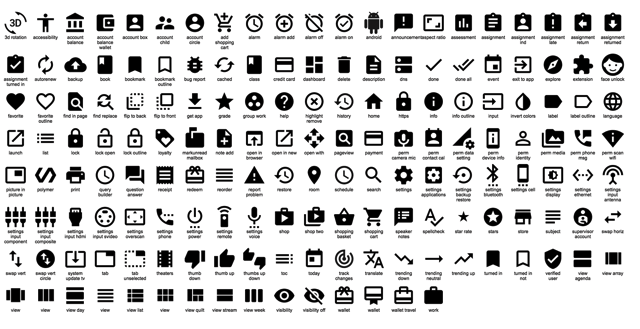 3D
3d rotation accessibility account balance account balance wallet account box account child account circle add shopping cart alarm alarm add alarm off alarm on android announcement aspect ratio assessment assignment assignment ind assignment late assignment return assignment returned
assignment turned in autorenew backup book bookmark bookmark outline bug report cached class credit card dashboard delete description dns done done all event exit to app explore extension face unlock
favorite favorite outline find in page find replace flip to back flip to front get app grade group work help highlight remove history home https info info outline input invert colors label label outline language
launch list lock lock open lock outline loyalty markunread mailbox note add open in browser open in new open with pageview payment perm camera mic perm contact cal perm data setting perm device info perm identity perm media perm phone msg perm scan wifi
picture in picture polymer print query builder question answer receipt redeem reorder report problem restore room schedule search settings settings applications settings backup restore settings bluetooth settings cell settings display settings ethernet settings input antenna
settings input component settings input composite settings input hdmi settings input svideo settings overscan settings phone settings power settings remote settings voice shop shop two shopping basket shopping cart speaker notes spellcheck star rate stars store subject supervisor account swap horiz
swap vert swap vert circle system update tv tab tab unselected theaters thumb down thumb up thumbs up down toc today track changes translate trending down trending neutral trending up turned in turned in not verified user view agenda view array
view view view day view view list view quilt view stream view week visibility visibility off wallet wallet wallet travel work